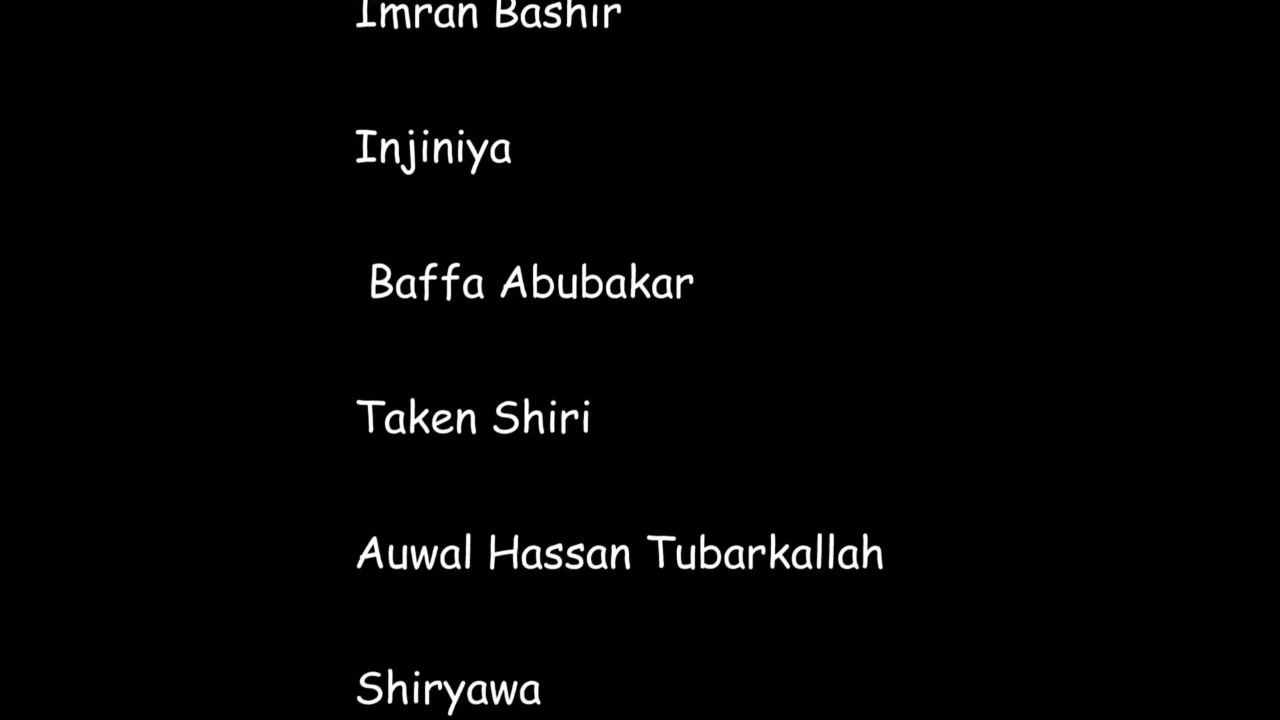 Imran Bashir
Injiniya
Baffa Abubakar
Taken Shiri
Auwal Hassan Tubarkallah
Shiryawa